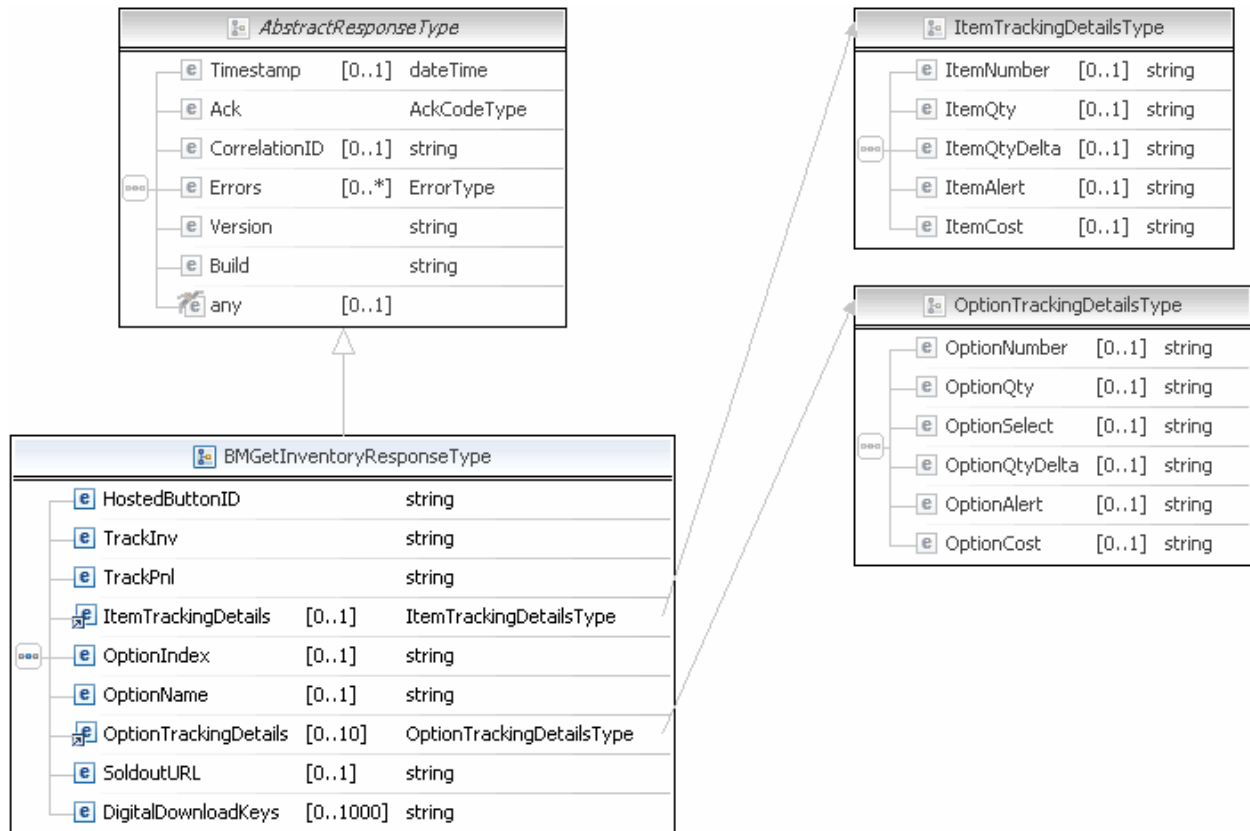 AbstractResponseType
Timestamp [0..1] dateTime
Ack AckCodeType
CorrelationID [0..1] string
Errors [0..*] ErrorType
Version string
Build string
any [0..1]
ItemTrackingDetailsType
ItemNumber [0..1] string
ItemQty [0..1] string
ItemQtyDelta [0..1] string
ItemAlert [0..1] string
ItemCost [0..1] string
OptionTrackingDetailsType
OptionNumber [0..1] string
OptionQty [0..1] string
OptionSelect [0..1] string
OptionQtyDelta [0..1] string
OptionAlert [0..1] string
OptionCost [0..1] string
BMGetInventoryResponseType
HostedButtonID string
TrackInv string
TrackPnl string
ItemTrackingDetails [0..1] ItemTrackingDetailsType
OptionIndex [0..1] string
OptionName [0..1] string
OptionTrackingDetails [0..10] OptionTrackingDetailsType
SoldoutURL [0..1] string
DigitalDownloadKeys [0..1000] string